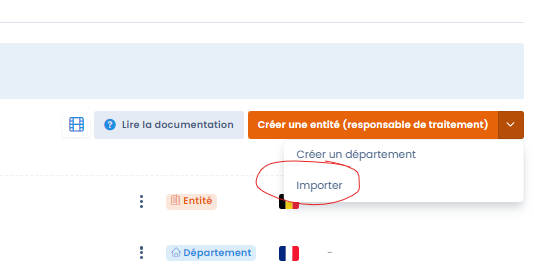 Lire la documentation
Créer une entité (responsable de traitement)
Créer un département
Importer
Entité
Département
-